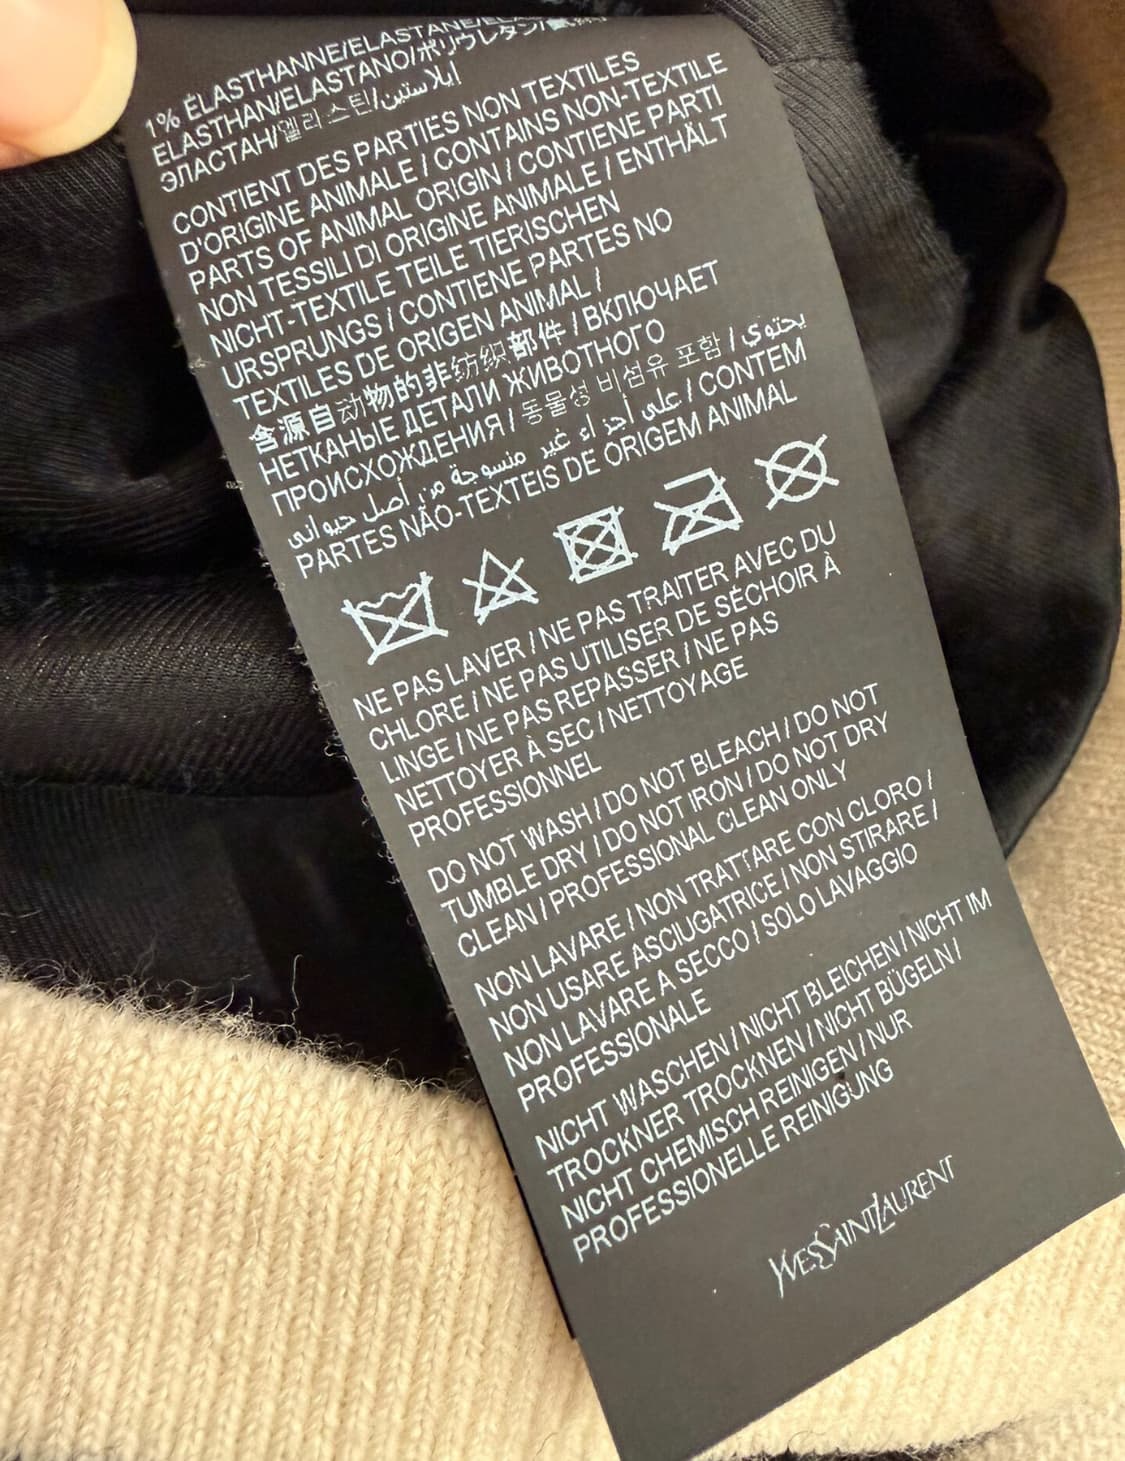 1% ÉLASTHANNE/ELASTANE/
ELASTHAN/ELASTANO/ポリウレタン/
ЭЛАСТАН/엘라스틴/إيلاستين
CONTIENT DES PARTIES NON TEXTILES
D'ORIGINE ANIMALE / CONTAINS NON-TEXTILE
PARTS OF ANIMAL ORIGIN / CONTIENE PARTI
NON TESSILI DI ORIGINE ANIMALE / ENTHÄLT
NICHT-TEXTILE TEILE TIERISCHEN
URSPRUNGS / CONTIENE PARTES NO
TEXTILES DE ORIGEN ANIMAL /
含源自动物的非纺织部件 / ВКЛЮЧАЕТ
НЕТКАНЫЕ ДЕТАЛИ ЖИВОТНОГО
ПРОИСХОЖДЕНИЯ / 동물성 비섬유 포함 / يحتوي
على أجزاء غير منسوجة من أصل حيواني / CONTEM
PARTES NÃO-TEXTEIS DE ORIGEM ANIMAL
NE PAS LAVER / NE PAS TRAITER AVEC DU
CHLORE / NE PAS UTILISER DE SÉCHOIR À
LINGE / NE PAS REPASSER / NE PAS
NETTOYER À SEC / NETTOYAGE
PROFESSIONNEL
DO NOT WASH / DO NOT BLEACH / DO NOT
TUMBLE DRY / DO NOT IRON / DO NOT DRY
CLEAN / PROFESSIONAL CLEAN ONLY
NON LAVARE / NON TRATTARE CON CLORO /
NON USARE ASCIUGATRICE / NON STIRARE /
NON LAVARE A SECCO / SOLO LAVAGGIO
PROFESSIONALE
NICHT WASCHEN / NICHT BLEICHEN / NICHT IM
TROCKNER TROCKNEN / NICHT BÜGELN /
NICHT CHEMISCH REINIGEN / NUR
PROFESSIONELLE REINIGUNG
YVESSAINTLAURENT